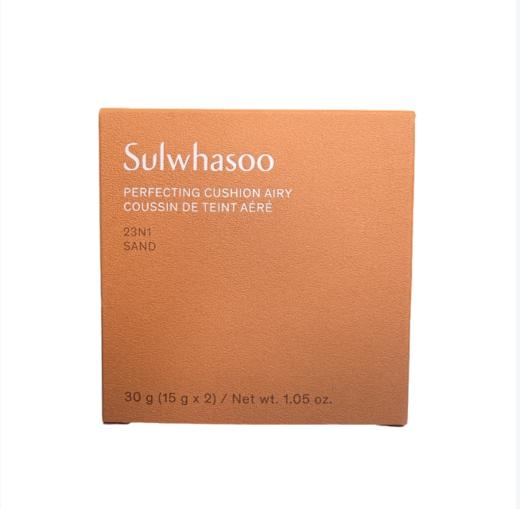 Sulwhasoo
PERFECTING CUSHION AIRY
COUSSIN DE TEINT AÉRÉ
23N1
SAND
30 g (15 g x 2) / Net wt. 1.05 oz.